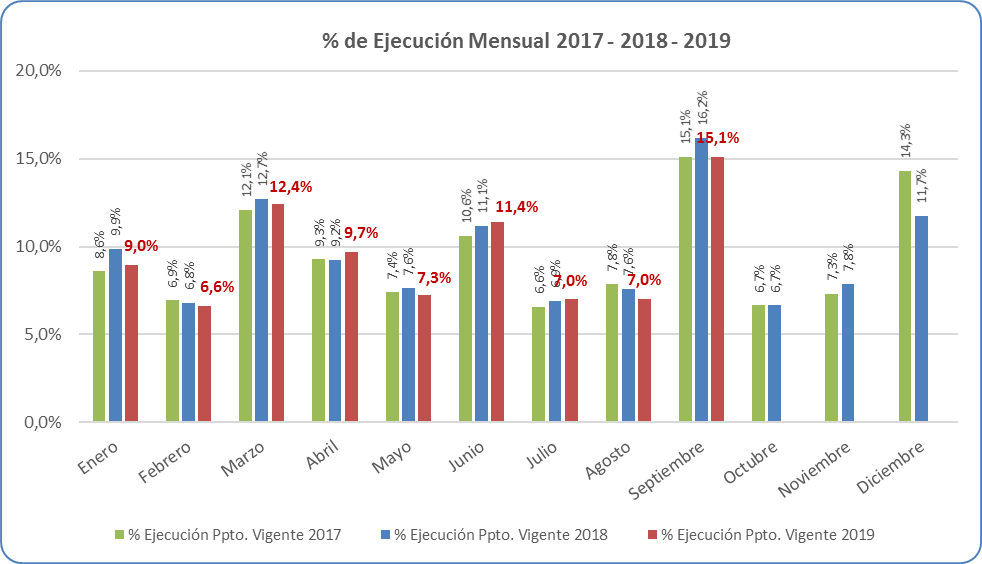 % de Ejecución Mensual 2017 - 2018 - 2019
20,0%
15,0%
10,0%
5,0%
0,0%
8,6%
9,9%
9,0%
6,9%
6,8%
6,6%
12,1%
12,7%
12,4%
9,3%
9,2%
9,7%
7,4%
7,6%
7,3%
10,6%
11,1%
11,4%
6,6%
7,0%
7,8%
7,6%
7,0%
15,1%
16,2%
15,1%
6,7%
6,7%
7,3%
7,8%
14,3%
11,7%
Enero
Febrero
Marzo
Abril
Mayo
Junio
Julio
Agosto
Septiembre
Octubre
Noviembre
Diciembre
% Ejecución Ppto. Vigente 2017
% Ejecución Ppto. Vigente 2018
% Ejecución Ppto. Vigente 2019